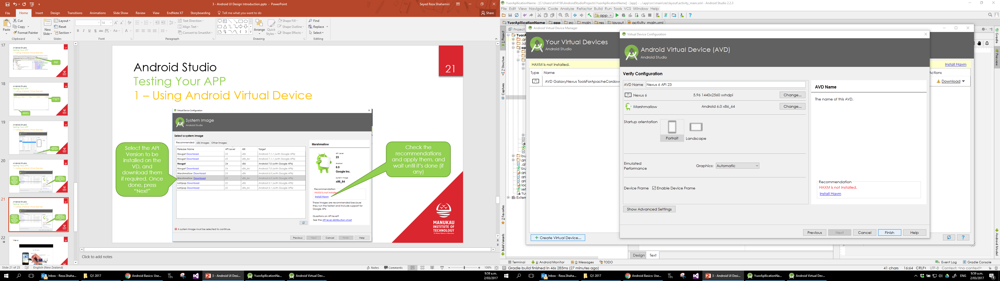 3 - Android UI Design Introduction.pptx - PowerPoint
Seyed Reza Shahamiri
File Home Insert Design Transitions Animations Slide Show Review View EndNote X7 Storyboarding Tell me what you want to do Share
Paste
Cut
Copy
Format Painter
Clipboard
New Slide
Layout
Reset
Section
Slides
14
Font
Text Direction
Align Text
Convert to SmartArt
Paragraph
Arrange
Quick Styles
Shape Fill
Shape Outline
Shape Effects
Drawing
Find
Replace
Select
Editing
17
18
19
20
21
22
Views
21
Android Studio
Testing Your APP
1 – Using Android Virtual Device
Virtual Device Configuration
System Image
Android Studio
Select a system image
Recommended x86 Images Other Images
Release Name API Level ABI Target
Nougat Download 25 x86 Android 7.1.1 (with Google APIs)
Nougat Download 25 x86_64 Android 7.1.1 (with Google APIs)
Nougat 24 x86 Android 7.0 (with Google APIs)
Nougat Download 24 x86_64 Android 7.0 (with Google APIs)
Marshmallow Download 23 x86 Android 6.0 (with Google APIs)
Marshmallow Download 23 x86_64 Android 6.0 (with Google APIs)
Lollipop Download 22 x86 Android 5.1 (with Google APIs)
Lollipop Download 22 x86_64 Android 5.1 (with Google APIs)
Marshmallow
API Level
23
Android
6.0
Google Inc.
System Image
x86_64
Recommendation
HAXM is not installed
Install Haxm
These images are recommended because
they run the fastest and include support for
Google APIs
Questions on API level?
See the API level distribution chart
A system image must be selected to continue.
Previous Next Cancel Finish Help
Select the API
Version to be
installed on the
VD, and
download them
if required. Once
done, press
“Next”
Check the
recommendations
and apply them, and
wait until it's done (if
any)
MANUKAU
INSTITUTE OF
TECHNOLOGY
Click to add notes
Slide 21 of 25 English (New Zealand) Notes Comments 106%
YuorApllicationName - [C:\Users\st14156\AndroidStudioProjects\YuorApllicationName] - [app] - ...\app\src\main\res\layout\activity_main.xml - Android Studio 2.2.3
File Edit View Navigate Code Analyze Refactor Build Run Tools VCS Window Help
app
YuorApllicationName app src main res layout activity_main.xml
Project
1: Project
7: Structure
Captures
2: Favorites
Build Variants
Gradle
Preview
Android Model
Android Virtual Device Manager
Your Virtual Devices
Android Studio
HAXM is not installed.
Install Haxm
Type Name Actions
AVD GalaxyNexus ToolsForApacheCordova
Download
Create Virtual Device...
Virtual Device Configuration
Android Virtual Device (AVD)
Android Studio
Verify Configuration
AVD Name Nexus 6 API 23
Nexus 6 5.96 1440x2560 xxhdpi Change...
Marshmallow Android 6.0 x86_64 Change...
Startup orientation
Portrait Landscape
Emulated
Performance
Graphics: Automatic
Device Frame Enable Device Frame
Show Advanced Settings
AVD Name
The name of this AVD.
Recommendation
HAXM is not installed.
Install Haxm
Previous Next Cancel Finish Help
Design Text
Terminal 6: Android Monitor 0: Messages TODO Event Log Gradle Console
Gradle build finished in 46s 285ms (27 minutes ago) 41 chars 16:64 CRLF UTF-8 Context: <no context>
Inbox - Reza.Shaha... Q1 2017 Android Basics: Use... 3 - Android UI Desi... YuorApllicationNa... Android Virtual Dev...
9:59 a.m.
2/03/2017
Inbox - Reza.Shaha... Q1 2017 Android Basics: Use... 3 - Android UI Desi... YuorApllicationNa... Android Virtual Dev... ENG
9:59 a.m.
2/03/2017